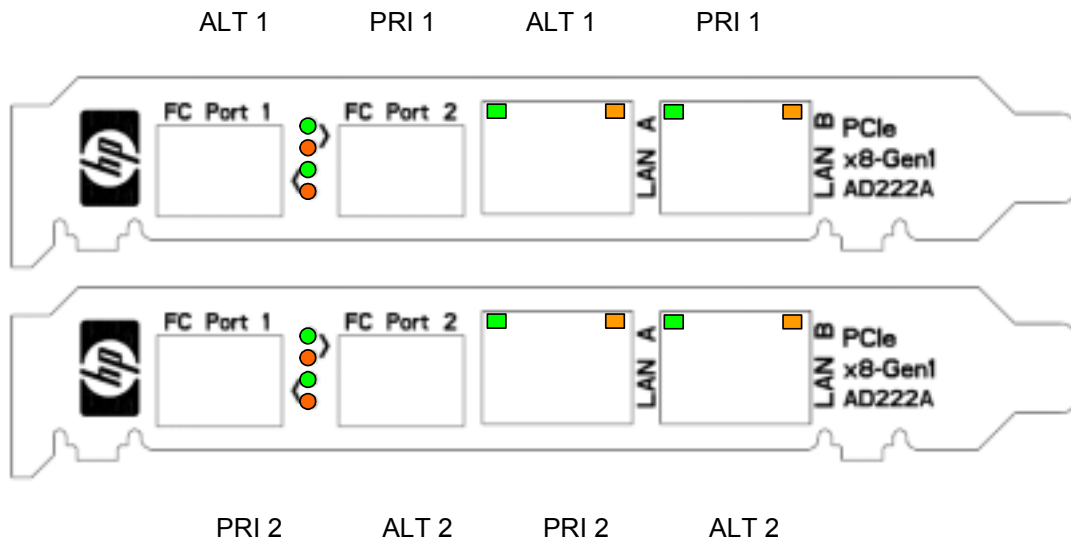 ALT 1 PRI 1 ALT 1 PRI 1
hp FC Port 1 FC Port 2 LAN A LAN B PCIe
x8-Gen1
AD222A
hp FC Port 1 FC Port 2 LAN A LAN B PCIe
x8-Gen1
AD222A
PRI 2 ALT 2 PRI 2 ALT 2